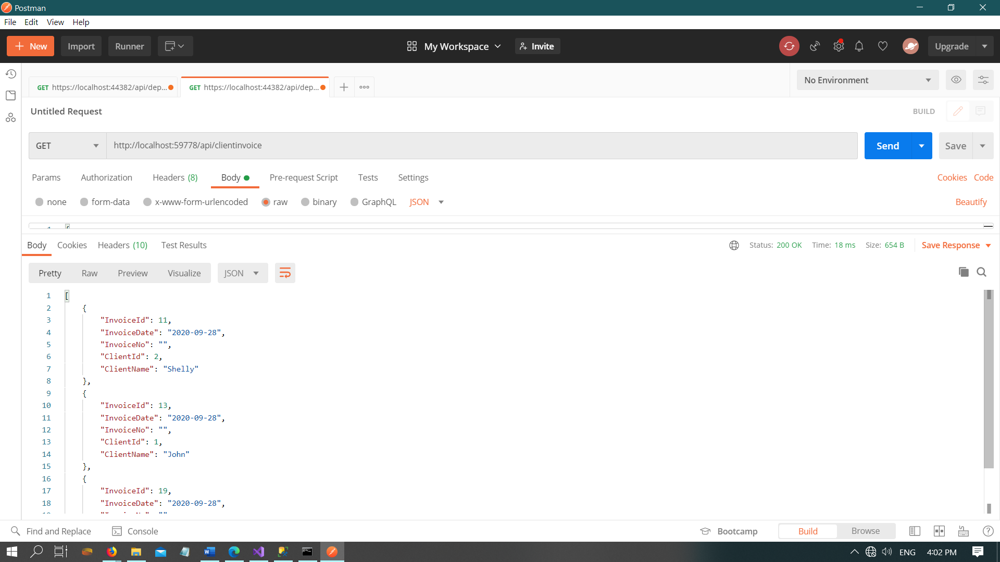 Postman
File Edit View Help
New Import Runner My Workspace Invite Upgrade
GET https://localhost:44382/api/dep... GET https://localhost:44382/api/dep... No Environment
Untitled Request BUILD
GET http://localhost:59778/api/clientinvoice Send Save
Params Authorization Headers (8) Body Pre-request Script Tests Settings Cookies Code
none form-data x-www-form-urlencoded raw binary GraphQL JSON Beautify
Body Cookies Headers (10) Test Results Status: 200 OK Time: 18 ms Size: 654 B Save Response
Pretty Raw Preview Visualize JSON
1 [
2 {
3 "InvoiceId": 11,
4 "InvoiceDate": "2020-09-28",
5 "InvoiceNo": "",
6 "ClientId": 2,
7 "ClientName": "Shelly"
8 },
9 {
10 "InvoiceId": 13,
11 "InvoiceDate": "2020-09-28",
12 "InvoiceNo": "",
13 "ClientId": 1,
14 "ClientName": "John"
15 },
16 {
17 "InvoiceId": 19,
18 "InvoiceDate": "2020-09-28",
Find and Replace Console Bootcamp Build Browse
ENG 4:02 PM